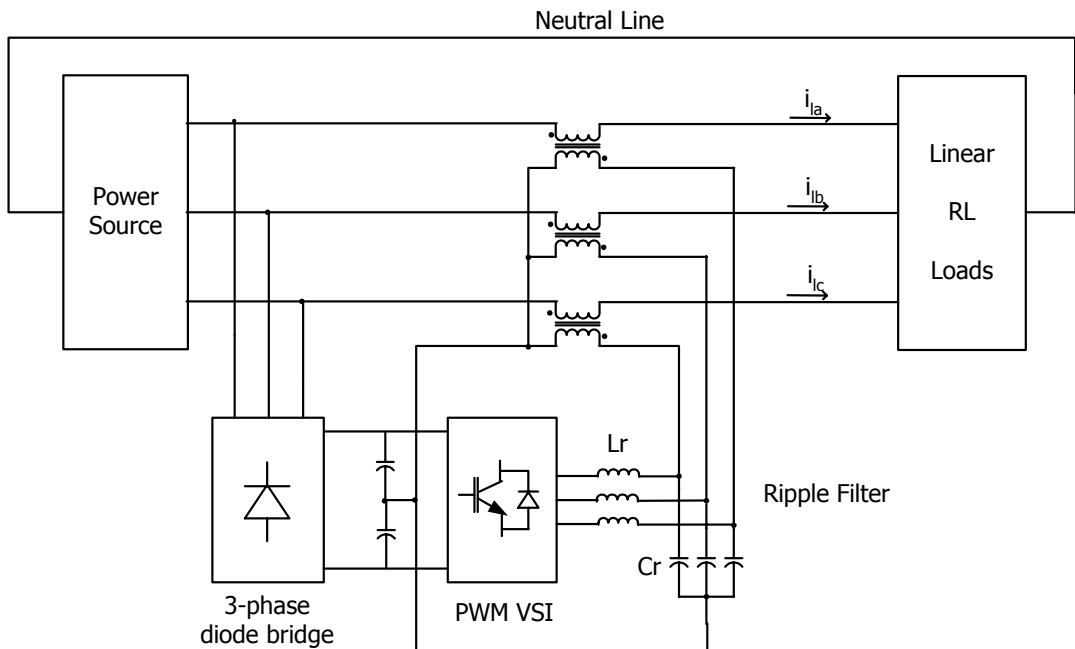 Neutral Line
Power
Source
i_la
i_lb
i_lc
Linear
RL
Loads
Lr
Ripple Filter
Cr
3-phase
diode bridge
PWM VSI